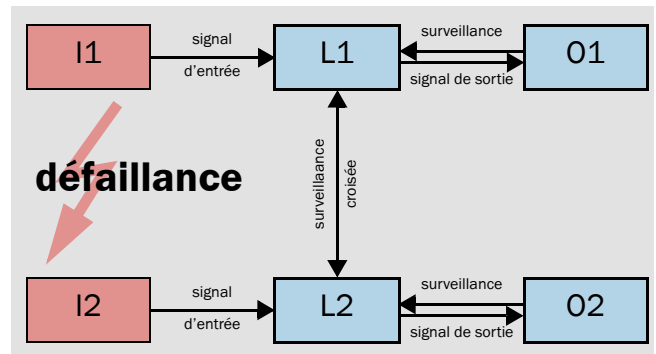 I1
signal
d'entrée
L1
surveillance
signal de sortie
O1
défaillance
surveillaance
croisée
I2
signal
d'entrée
L2
surveillance
signal de sortie
O2